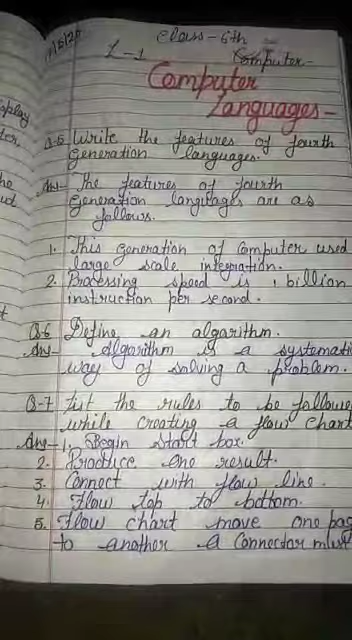 Class-6th
L-1 Computer-
Computer
Languages-
Q-5 Write the features of fourth
generation languages.
Ans- The features of fourth
generation languages are as
follows.
1. This generation of computer used
large scale integration.
2. Processing speed is 1 billion
instruction per second.
Q-6 Define an algorithm.
Ans- Algorithm is a systemati
way of solving a problem.
Q-7 List the rules to be followe
while creating a flow chart
Ans- 1. Begin start box.
2. Produce one result.
3. Connect with flow line.
4. Flow top to bottom.
5. Flow chart move one pag
to another a connector must